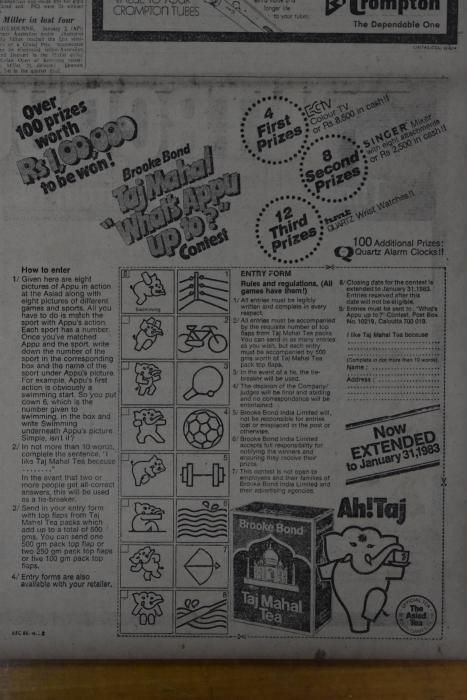 Miller in last four
CROMPTON TUBES
longer life
to your tubes.
Crompton
The Dependable One
Over
100 prizes
worth
Rs 1,00,000
to be won!
Brooke Bond
Taj Mahal
"What's Appu
up to?"
Contest
4
First
Prizes
ECTV
Colour TV
or Rs 8,500 in cash!!
8
Second
Prizes
SINGER Mixer
with eight attachments
or Rs 2,500 in cash!!
12
Third
Prizes
hmt
QUARTZ Wrist Watches!!
100 Additional Prizes:
Quartz Alarm Clocks!!
How to enter
1/ Given here are eight
pictures of Appu in action
at the Asiad along with
eight pictures of different
games and sports. All you
have to do is match the
sport with Appu's action.
Each sport has a number.
Once you've matched
Appu and the sport, write
down the number of the
sport in the corresponding
box and the name of the
sport under Appu's picture.
For example, Appu's first
action is obviously a
swimming start. So you put
down 6, which is the
number given to
swimming, in the box and
write Swimming
underneath Appu's picture.
Simple, isn't it?
2/ In not more than 10 words,
complete the sentence, "I
like Taj Mahal Tea because
........"
In the event that two or
more people get all-correct
answers, this will be used
as a tie-breaker.
3/ Send in your entry form
with top flaps from Taj
Mahal Tea packs which
add up to a total of 500
gms. You can send one
500 gm pack top flap or
two 250 gm pack top flaps
or five 100 gm pack top
flaps.
4/ Entry forms are also
available with your retailer.
6
Swimming
1
2
3
4
5
6
7
8
ENTRY FORM
Rules and regulations, (All
games have them!)
1/ All entries must be legibly
written and complete in every
respect.
2/ All entries must be
accompanied by the
requisite number of top
flaps from Taj Mahal Tea packs.
You can send in as many entries
as you wish, but each entry
must be accompanied by 500
gms worth of Taj Mahal Tea
pack top flaps.
3/ In the event of a tie, the tie-
breaker will be used.
4/ The decision of the Company/
judges will be final and abiding
and no correspondence will be
entertained.
5/ Brooke Bond India Limited will,
not be responsible for entries
lost or misplaced in the post or
otherwise.
6/ Brooke Bond India Limited
accepts full responsibility for
notifying the winners and
ensuring they receive their
prizes.
7/ This contest is not open to
employees and their families of
Brooke Bond India Limited and
their advertising agencies.
8/ Closing date for the contest is
extended to January 31, 1983.
Entries received after this
date will not be eligible.
9/ Entries must be sent to: "What's
Appu up to?" Contest, Post Box
No. 10219, Calcutta 700 019.
I like Taj Mahal Tea because
(Complete in not more than 10 words)
Name :
Address :
Now
EXTENDED
to January 31, 1983
Ah! Taj
Brooke Bond
Taj Mahal
Tea
The
Asiad
Tea